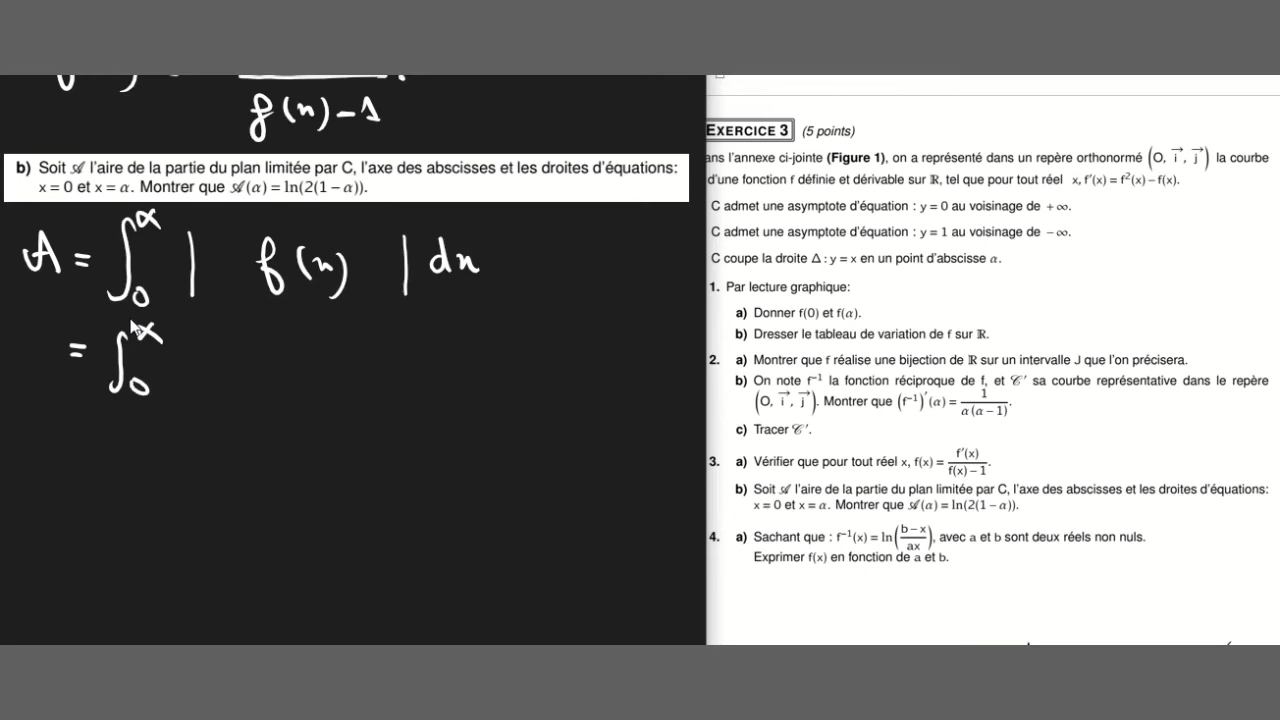 f(x) − 1
b) Soit 𝒜 l'aire de la partie du plan limitée par C, l'axe des abscisses et les droites d'équations:
x = 0 et x = α. Montrer que 𝒜(α) = ln(2(1 − α)).
A = ∫₀^α | f(x) | dx
= ∫₀^α
EXERCICE 3 (5 points)
ans l'annexe ci-jointe (Figure 1), on a représenté dans un repère orthonormé (O, i⃗, j⃗) la courbe
d'une fonction f définie et dérivable sur ℝ, tel que pour tout réel x, f'(x) = f²(x) − f(x).
C admet une asymptote d'équation : y = 0 au voisinage de +∞.
C admet une asymptote d'équation : y = 1 au voisinage de −∞.
C coupe la droite Δ : y = x en un point d'abscisse α.
1. Par lecture graphique:
a) Donner f(0) et f(α).
b) Dresser le tableau de variation de f sur ℝ.
2. a) Montrer que f réalise une bijection de ℝ sur un intervalle J que l'on précisera.
b) On note f⁻¹ la fonction réciproque de f, et 𝒞' sa courbe représentative dans le repère
(O, i⃗, j⃗). Montrer que (f⁻¹)'(α) = 1/(α(α − 1)).
c) Tracer 𝒞'.
3. a) Vérifier que pour tout réel x, f(x) = f'(x)/(f(x) − 1).
b) Soit 𝒜 l'aire de la partie du plan limitée par C, l'axe des abscisses et les droites d'équations:
x = 0 et x = α. Montrer que 𝒜(α) = ln(2(1 − α)).
4. a) Sachant que : f⁻¹(x) = ln((b − x)/(ax)), avec a et b sont deux réels non nuls.
Exprimer f(x) en fonction de a et b.